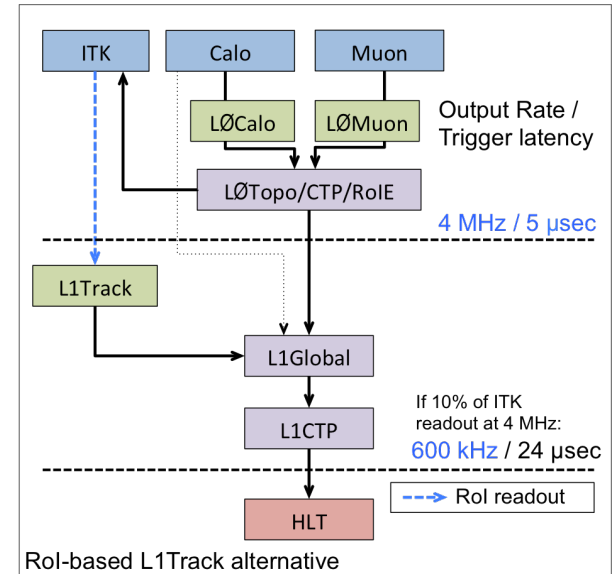 ITK
Calo
Muon
LØCalo
LØMuon
Output Rate /
Trigger latency
LØTopo/CTP/RoIE
4 MHz / 5 µsec
L1Track
L1Global
If 10% of ITK
readout at 4 MHz:
L1CTP
600 kHz / 24 µsec
RoI readout
HLT
RoI-based L1Track alternative